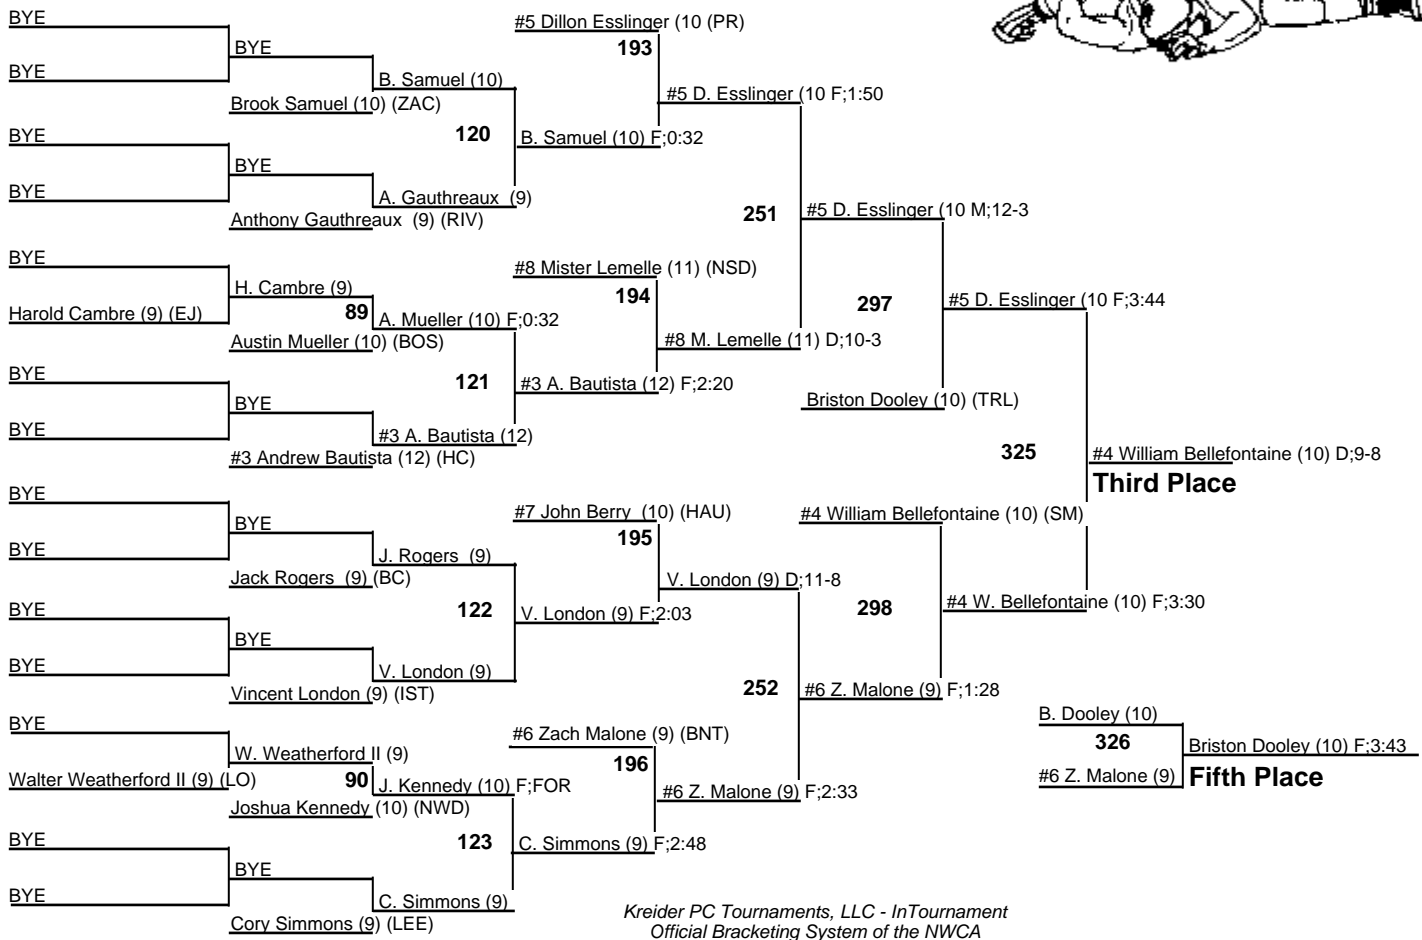 BYE
BYE
BYE
B. Samuel (10)
Brook Samuel (10) (ZAC)
120
BYE
BYE
BYE
A. Gauthreaux (9)
Anthony Gauthreaux (9) (RIV)
BYE
H. Cambre (9)
Harold Cambre (9) (EJ)
89
A. Mueller (10) F;0:32
Austin Mueller (10) (BOS)
121
BYE
BYE
BYE
#3 A. Bautista (12)
#3 Andrew Bautista (12) (HC)
BYE
BYE
BYE
J. Rogers (9)
Jack Rogers (9) (BC)
122
BYE
BYE
BYE
V. London (9)
Vincent London (9) (IST)
BYE
W. Weatherford II (9)
Walter Weatherford II (9) (LO)
90
J. Kennedy (10) F;FOR
Joshua Kennedy (10) (NWD)
123
BYE
BYE
BYE
C. Simmons (9)
Cory Simmons (9) (LEE)
#5 Dillon Esslinger (10 (PR)
193
#5 D. Esslinger (10 F;1:50
B. Samuel (10) F;0:32
251
#5 D. Esslinger (10 M;12-3
#8 Mister Lemelle (11) (NSD)
194
#8 M. Lemelle (11) D;10-3
#3 A. Bautista (12) F;2:20
297
#5 D. Esslinger (10 F;3:44
Briston Dooley (10) (TRL)
325
#4 William Bellefontaine (10) D;9-8
Third Place
#7 John Berry (10) (HAU)
195
V. London (9) D;11-8
V. London (9) F;2:03
#4 William Bellefontaine (10) (SM)
298
#4 W. Bellefontaine (10) F;3:30
252
#6 Z. Malone (9) F;1:28
#6 Zach Malone (9) (BNT)
196
#6 Z. Malone (9) F;2:33
C. Simmons (9) F;2:48
B. Dooley (10)
326
Briston Dooley (10) F;3:43
#6 Z. Malone (9)
Fifth Place
Kreider PC Tournaments, LLC - InTournament
Official Bracketing System of the NWCA